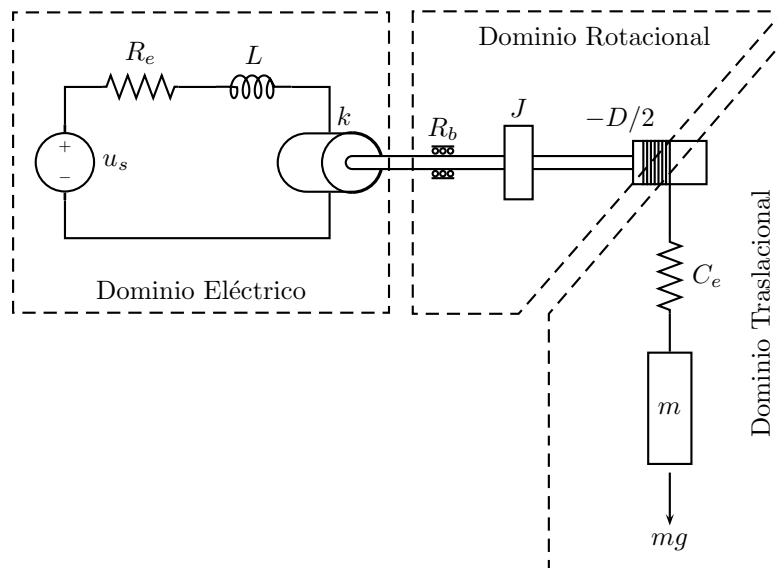 Dominio Rotacional
R_e
L
k
u_s
+
−
R_b
J
−D/2
Dominio Eléctrico
C_e
m
mg
Dominio Traslacional